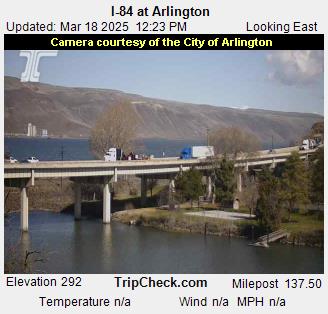 I-84 at Arlington
Updated: Mar 18 2025 12:23 PM Looking East
Camera courtesy of the City of Arlington
Elevation 292 TripCheck.com Milepost 137.50
Temperature n/a Wind n/a MPH n/a